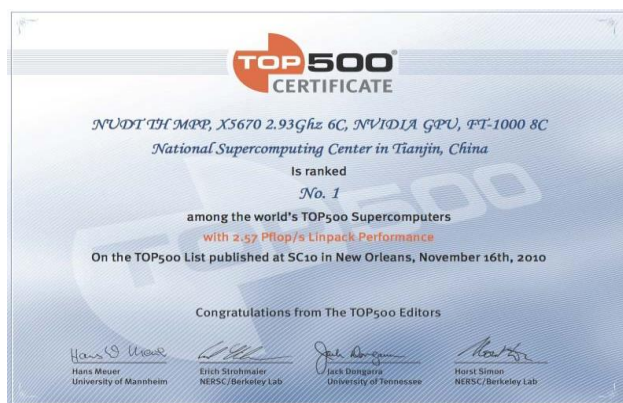 TOP500®
CERTIFICATE
NUDT TH MPP, X5670 2.93Ghz 6C, NVIDIA GPU, FT-1000 8C
National Supercomputing Center in Tianjin, China
Is ranked
No. 1
among the world's TOP500 Supercomputers
with 2.57 Pflop/s Linpack Performance
On the TOP500 List published at SC10 in New Orleans, November 16th, 2010
Congratulations from The TOP500 Editors
Hans Meuer
University of Mannheim
Erich Strohmaier
NERSC/Berkeley Lab
Jack Dongarra
University of Tennessee
Horst Simon
NERSC/Berkeley Lab